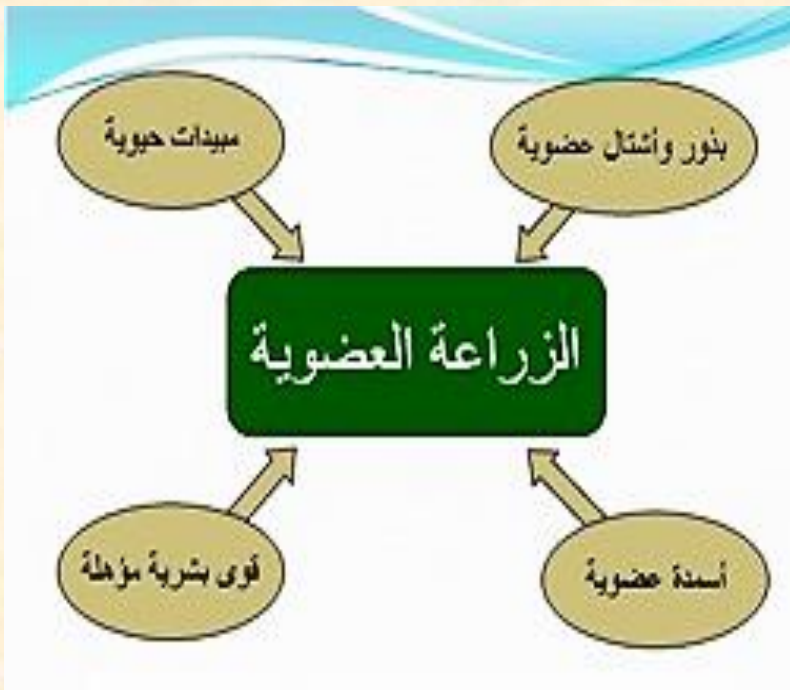 بذور وأشتال عضوية
مبيدات حيوية
الزراعة العضوية
أسمدة عضوية
قوى بشرية مؤهلة